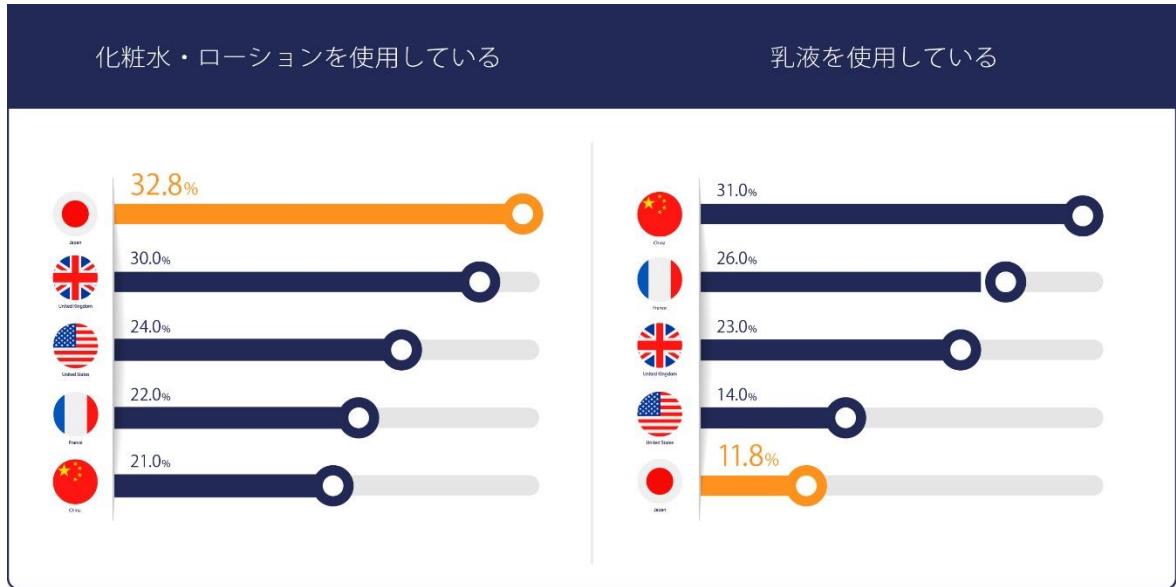 化粧水・ローションを使用している
32.8%
Japan
30.0%
United Kingdom
24.0%
United States
22.0%
France
21.0%
China
乳液を使用している
31.0%
China
26.0%
France
23.0%
United Kingdom
14.0%
United States
11.8%
Japan